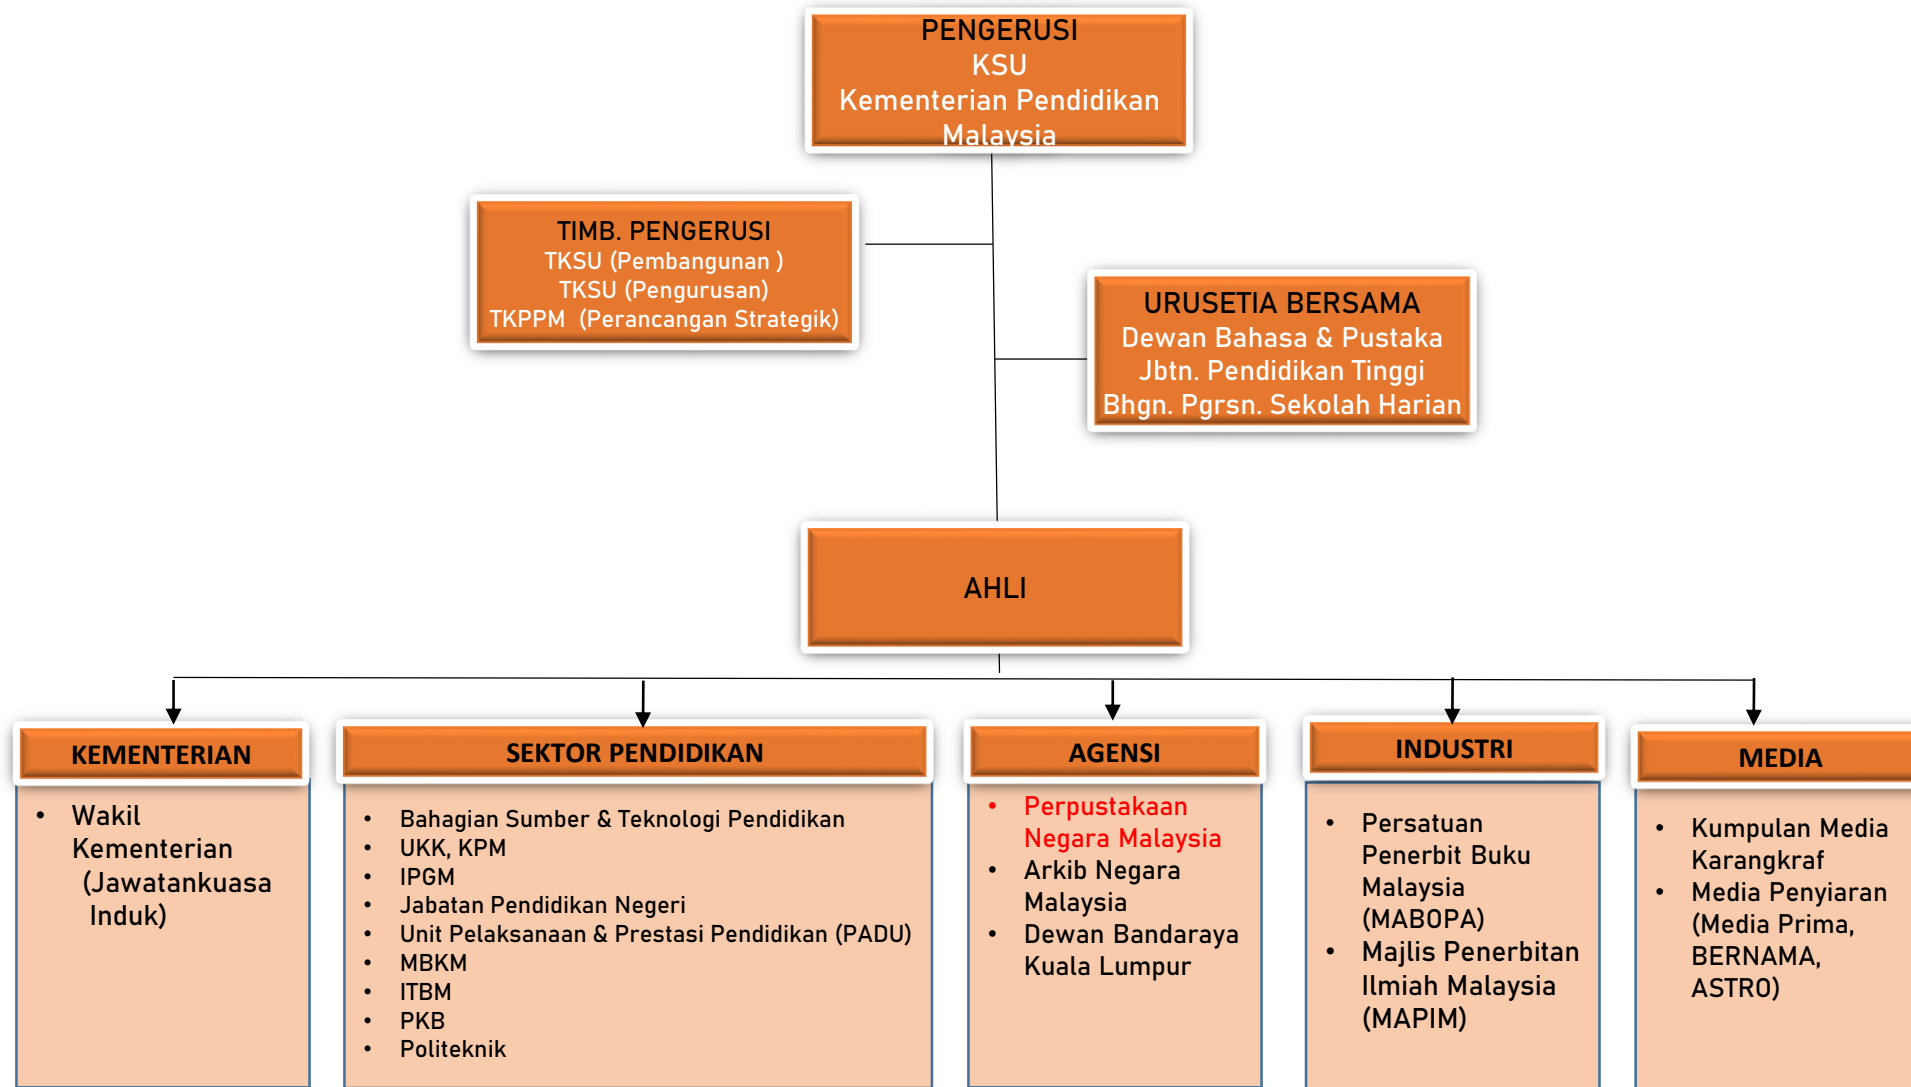 PENGERUSI
KSU
Kementerian Pendidikan
Malaysia
TIMB. PENGERUSI
TKSU (Pembangunan )
TKSU (Pengurusan)
TKPPM (Perancangan Strategik)
URUSETIA BERSAMA
Dewan Bahasa & Pustaka
Jbtn. Pendidikan Tinggi
Bhgn. Pgrsn. Sekolah Harian
AHLI
KEMENTERIAN
• Wakil
Kementerian
(Jawatankuasa
Induk)
SEKTOR PENDIDIKAN
• Bahagian Sumber & Teknologi Pendidikan
• UKK, KPM
• IPGM
• Jabatan Pendidikan Negeri
• Unit Pelaksanaan & Prestasi Pendidikan (PADU)
• MBKM
• ITBM
• PKB
• Politeknik
AGENSI
• Perpustakaan
Negara Malaysia
• Arkib Negara
Malaysia
• Dewan Bandaraya
Kuala Lumpur
INDUSTRI
• Persatuan
Penerbit Buku
Malaysia
(MABOPA)
• Majlis Penerbitan
Ilmiah Malaysia
(MAPIM)
MEDIA
• Kumpulan Media
Karangkraf
• Media Penyiaran
(Media Prima,
BERNAMA,
ASTRO)